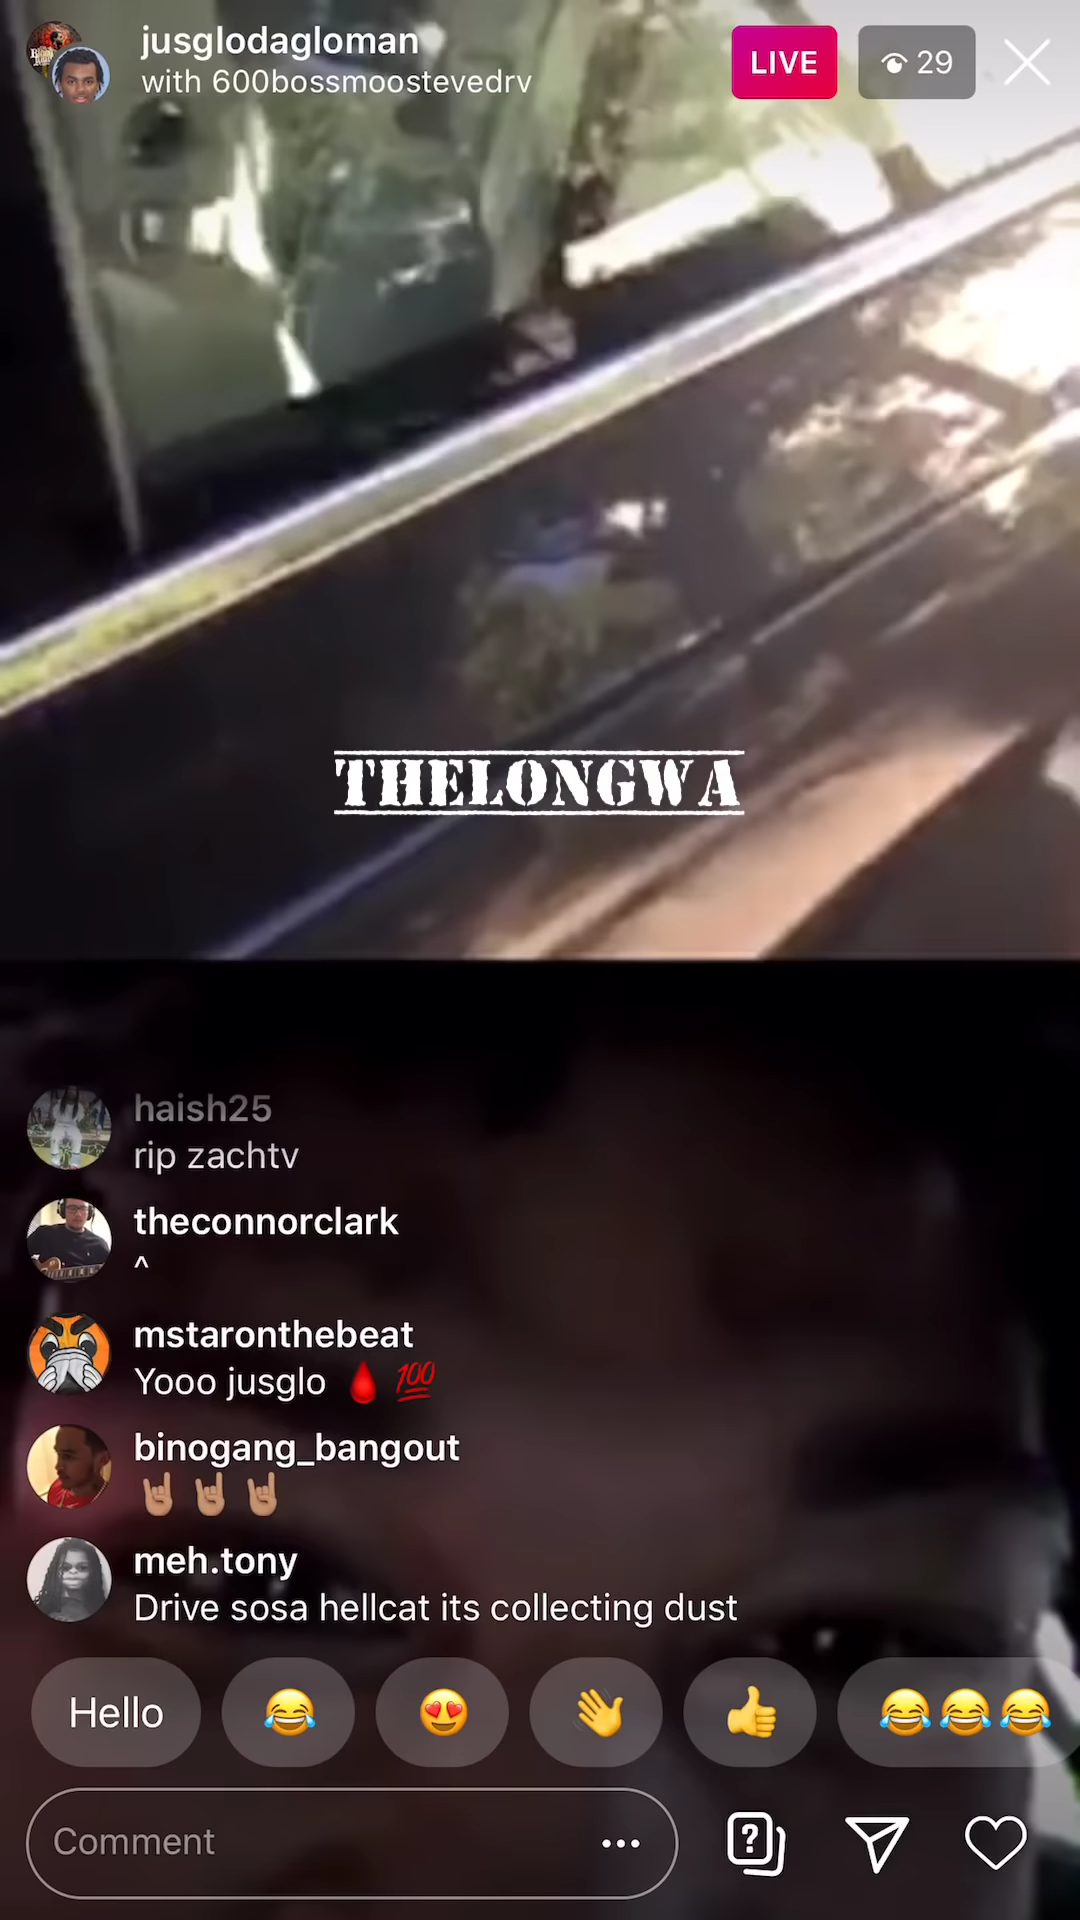 jusglodagloman
with 600bossmoostevedrv
LIVE
29
THELONGWA
haish25
rip zachtv
theconnorclark
^
mstaronthebeat
Yooo jusglo 🩸 💯
binogang_bangout
🤘🏼 🤘🏼 🤘🏼
meh.tony
Drive sosa hellcat its collecting dust
Hello 😂 😍 👋 👍 😂😂😂
Comment